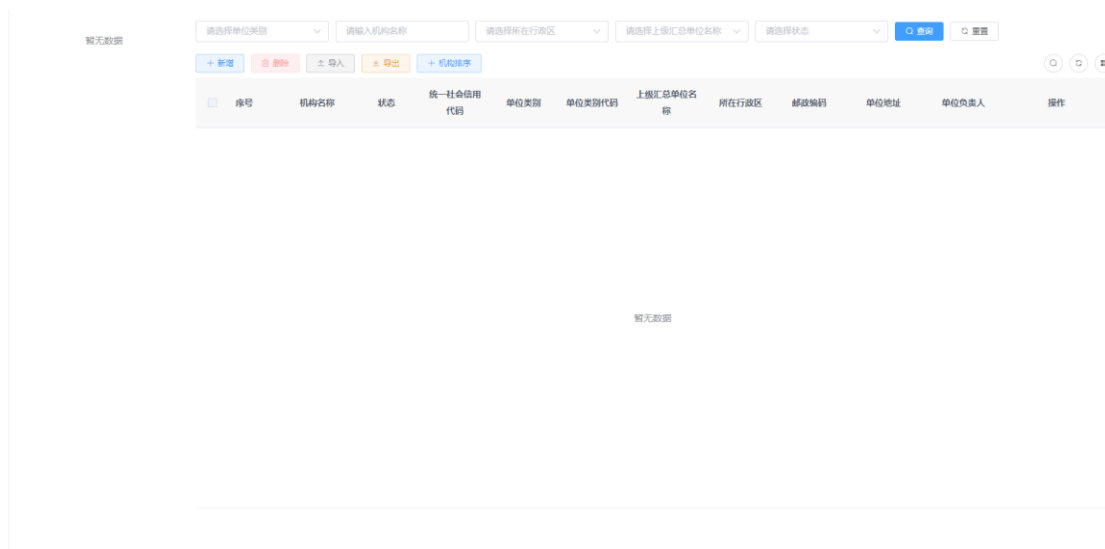 暂无数据
请选择单位类别 请输入机构名称 请选择所在行政区 请选择上级汇总单位名称 请选择状态 查询 重置
新增 删除 导入 导出 机构排序
序号 机构名称 状态 统一社会信用代码 单位类别 单位类别代码 上级汇总单位名称 所在行政区 邮政编码 单位地址 单位负责人 操作
暂无数据